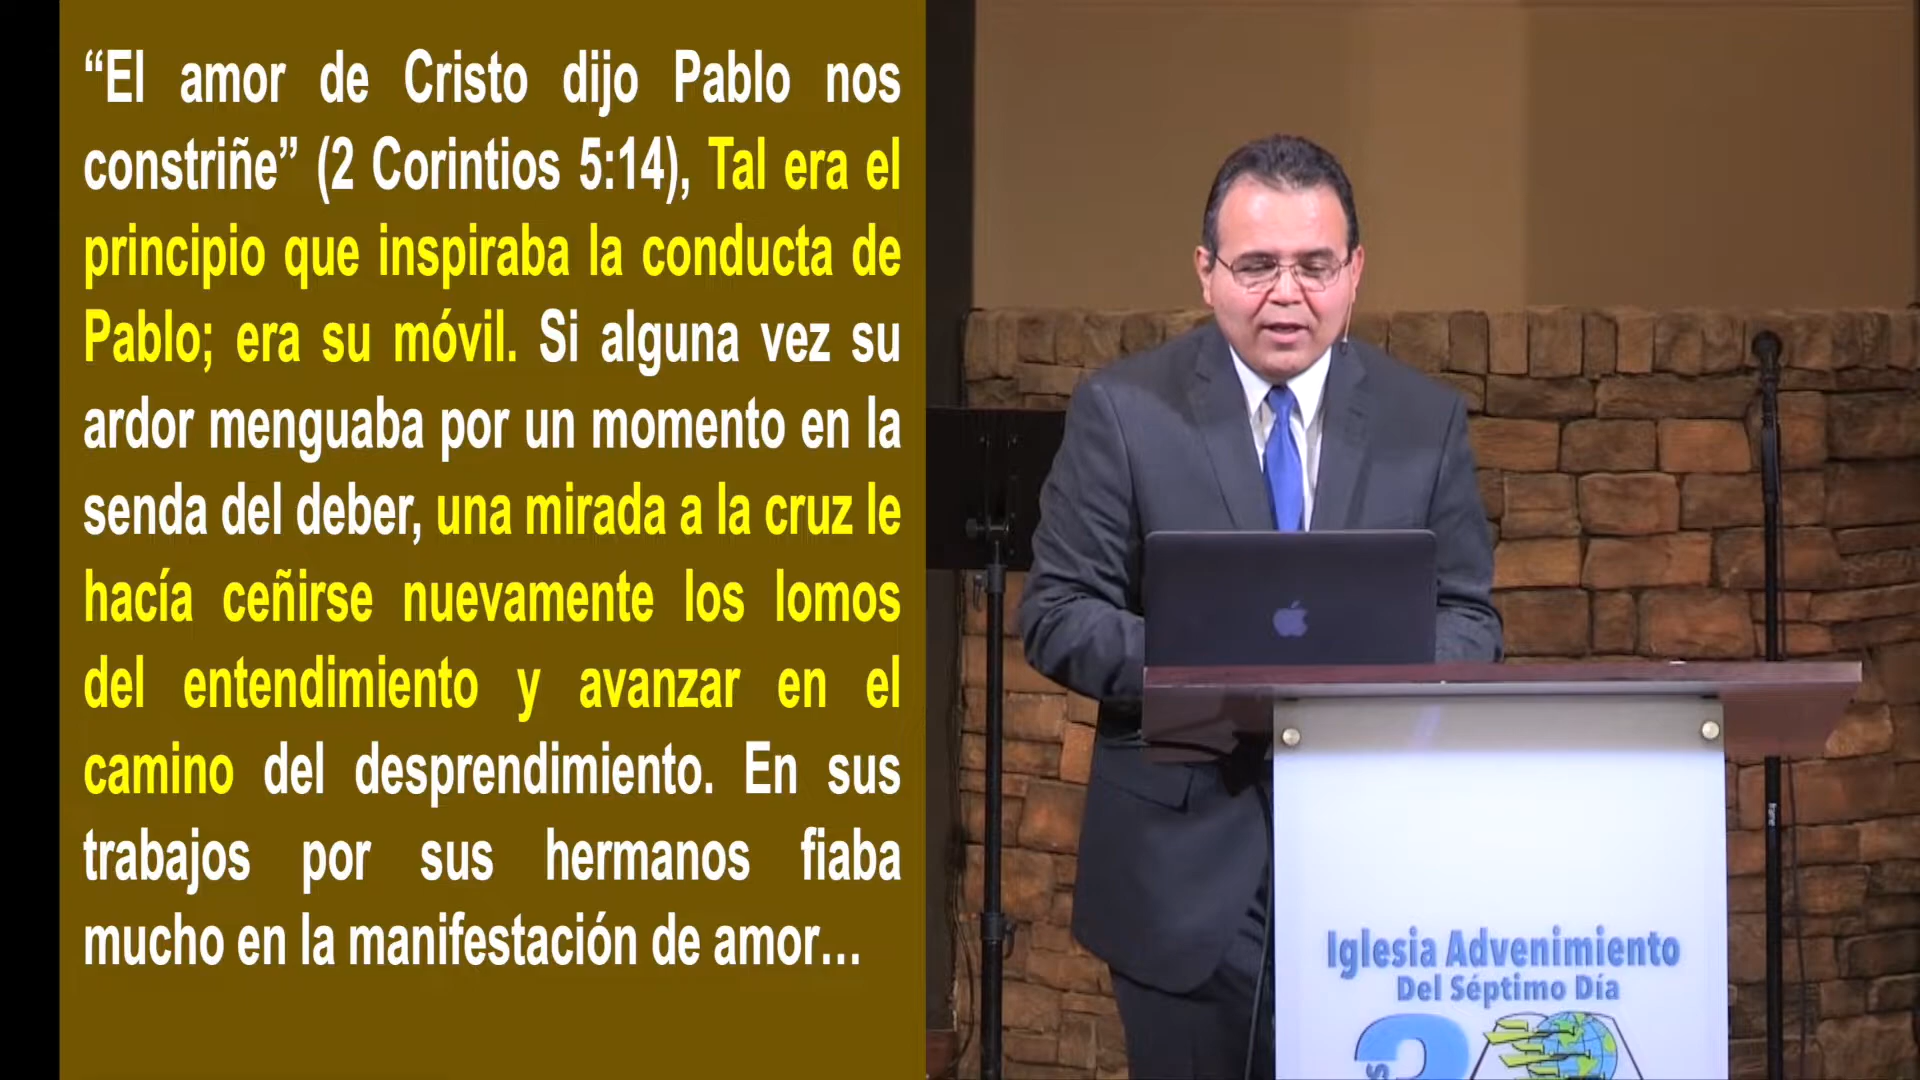 “El amor de Cristo dijo Pablo nos
constriñe” (2 Corintios 5:14), Tal era el
principio que inspiraba la conducta de
Pablo; era su móvil. Si alguna vez su
ardor menguaba por un momento en la
senda del deber, una mirada a la cruz le
hacía ceñirse nuevamente los lomos
del entendimiento y avanzar en el
camino del desprendimiento. En sus
trabajos por sus hermanos fiaba
mucho en la manifestación de amor…
Iglesia Advenimiento
Del Séptimo Día